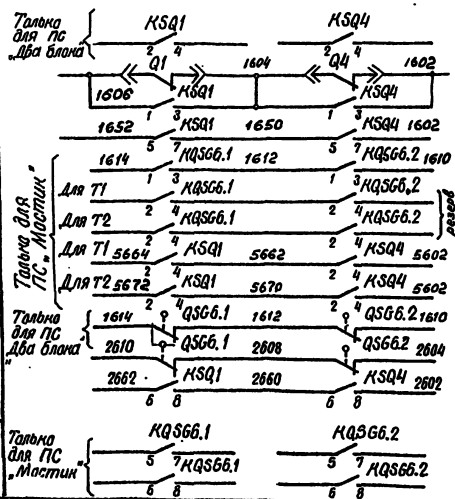 Только для ПС „Два блока"
KSQ1 KSQ4
2 4 2 4
Q1 1604 Q4 1602
1606 KSQ1 KSQ4
1 3 1 3
1652 KSQ1 1650 KSQ4 1602
5 7 5 7
1614 KQSG6.1 1612 KQSG6.2 1610
1 3 1 3
Только для ПС „Мастик"
Для Т1 KQSG6.1 KQSG6.2
2 4 2 4
Для Т2 KQSG6.1 KQSG6.2
резерв
2 4 2 4
Для Т1 5664 KSQ1 5662 KSQ4 5602
2 4 2 4
Для Т2 5672 KSQ1 5670 KSQ4 5602
2 4 2 4
Только для ПС „Два блока"
1614 QSG6.1 1612 QSG6.2 1610
2610 QSG6.1 2608 QSG6.2 2604
2662 KSQ1 2660 KSQ4 2602
6 8 6 8
Только для ПС „Мастик"
KQSG6.1 KQSG6.2
5 7 5 7
KQSG6.1 KQSG6.2
6 8 6 8